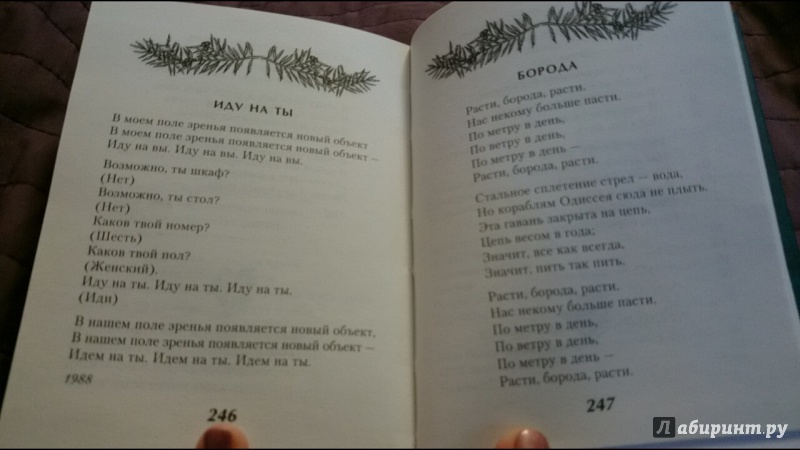 ИДУ НА ТЫ
В моем поле зренья появляется новый объект
В моем поле зренья появляется новый объект –
Иду на вы. Иду на вы. Иду на вы.
Возможно, ты шкаф?
(Нет)
Возможно, ты стол?
(Нет)
Каков твой номер?
(Шесть)
Каков твой пол?
(Женский).
Иду на ты. Иду на ты. Иду на ты.
(Иди)
В нашем поле зренья появляется новый объект,
В нашем поле зренья появляется новый объект –
Идем на ты. Идем на ты. Идем на ты.
1988
246
БОРОДА
Расти, борода, расти.
Нас некому больше пасти.
По метру в день,
По ветру в день,
По метру в день –
Расти, борода, расти.
Стальное сплетение стрел – вода,
Но кораблям Одиссея сюда не плыть.
Эта гавань закрыта на цепь,
Цепь весом в года;
Значит, все как всегда,
Значит, пить так пить.
Расти, борода, расти.
Нас некому больше пасти.
По метру в день,
По ветру в день,
По метру в день –
Расти, борода, расти.
247
Лабиринт.ру